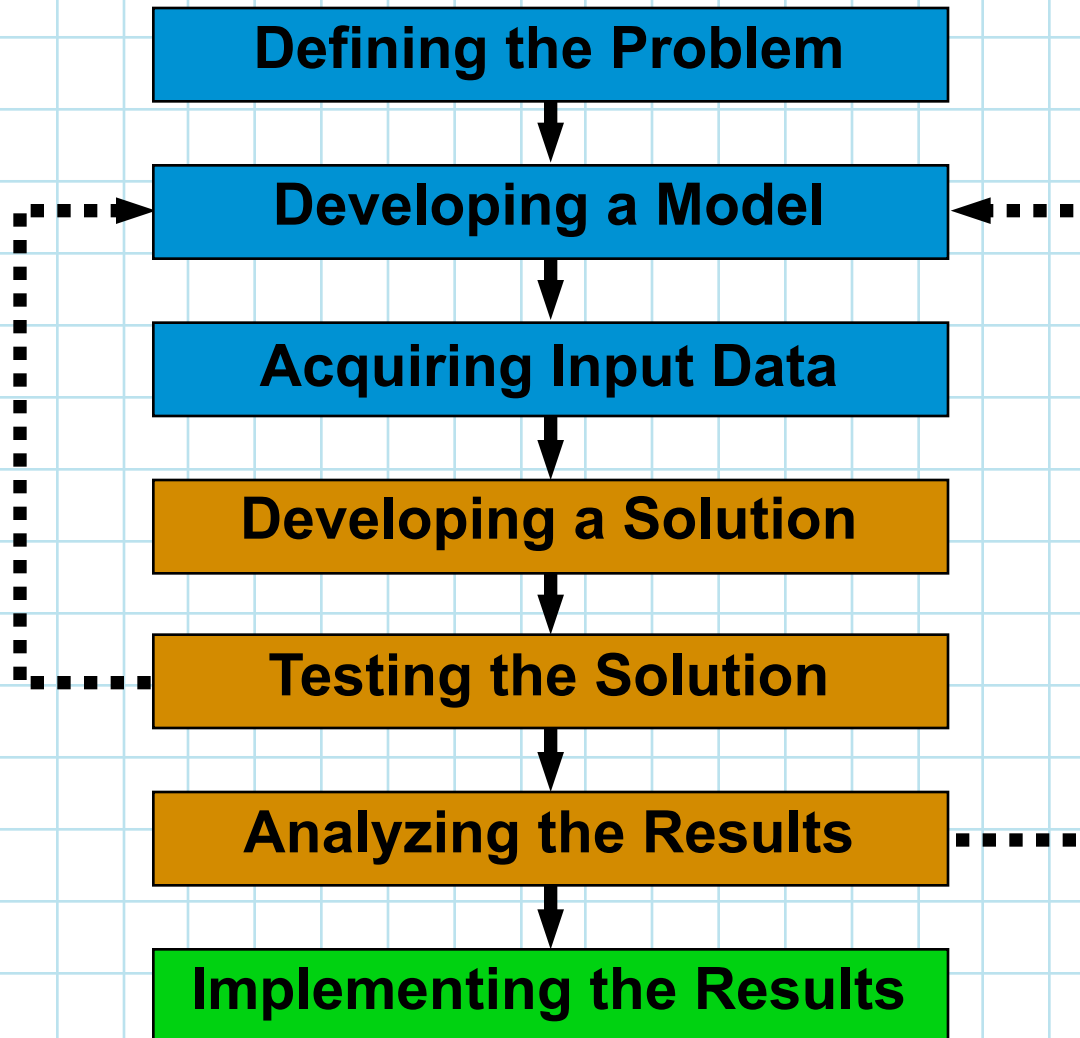 Defining the Problem
Developing a Model
Acquiring Input Data
Developing a Solution
Testing the Solution
Analyzing the Results
Implementing the Results